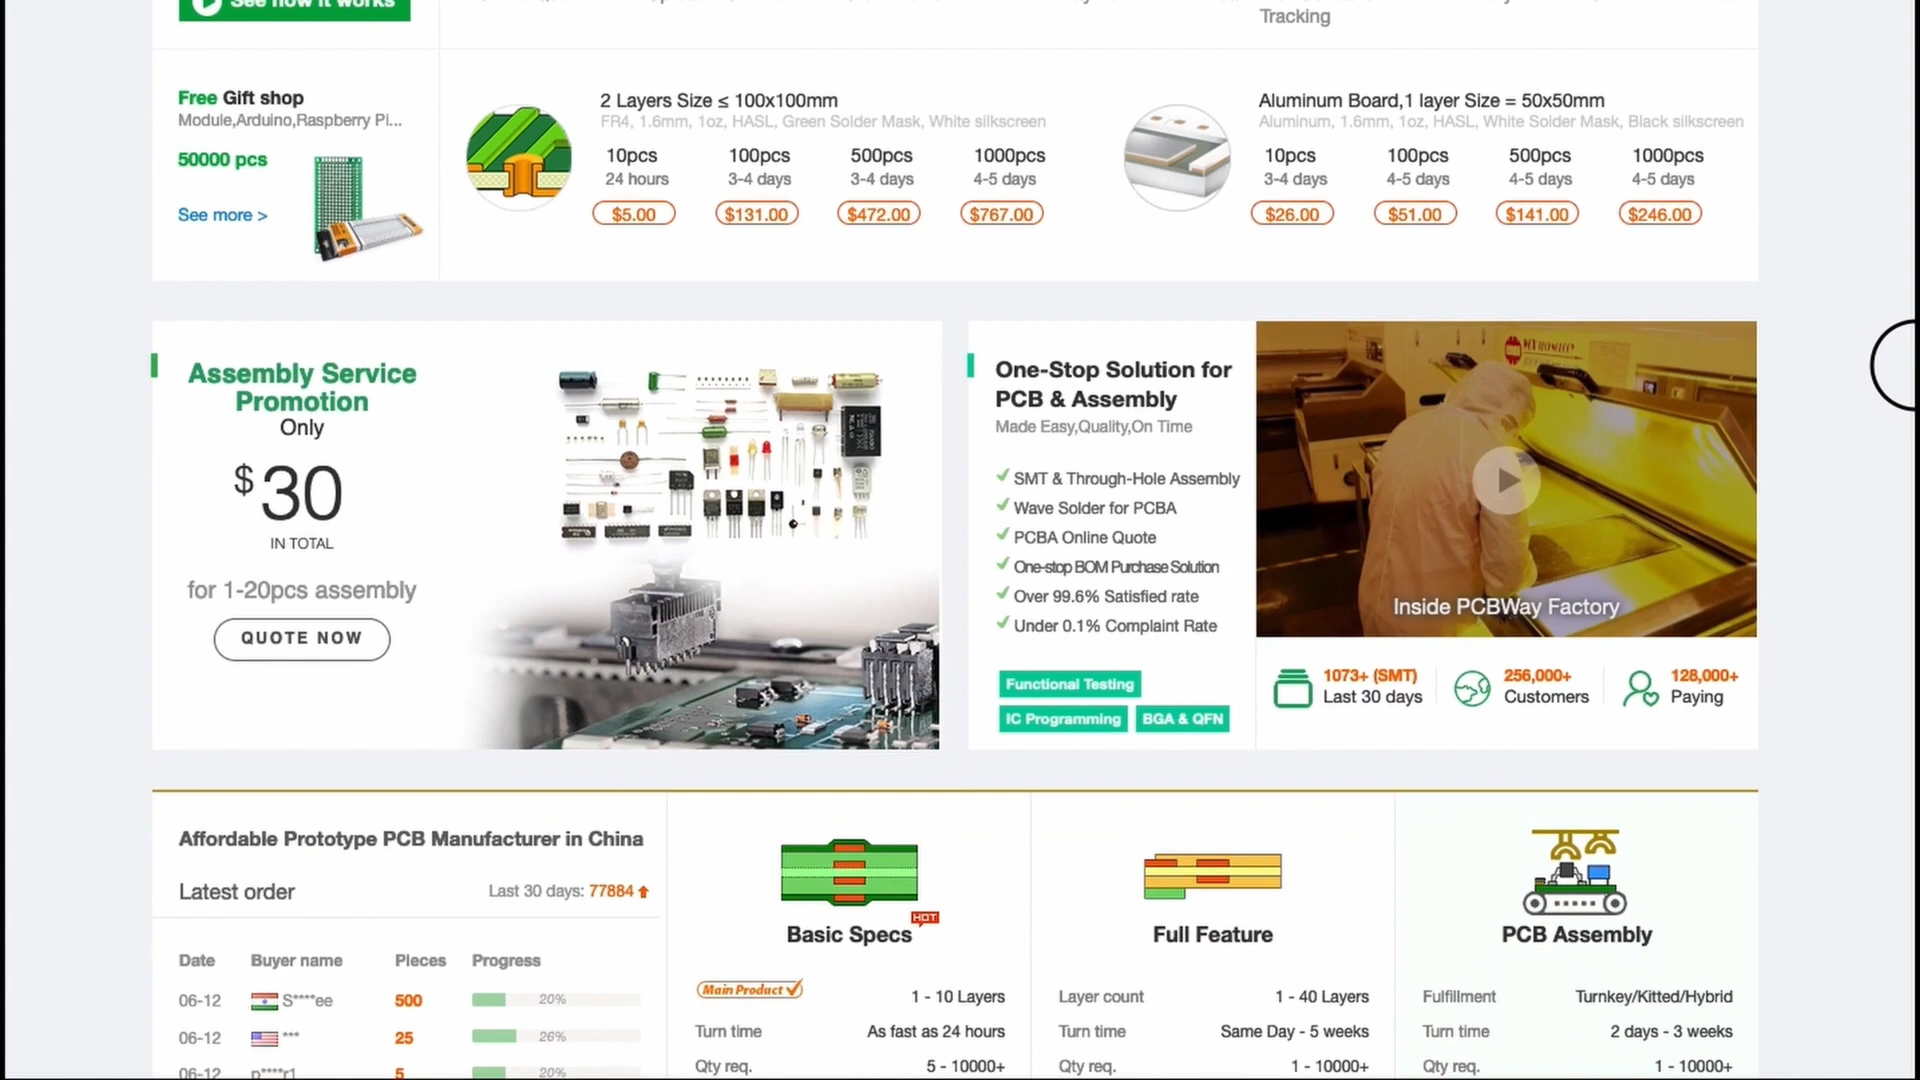 See how it works
Tracking
Free Gift shop
Module,Arduino,Raspberry Pi...
50000 pcs
See more >
2 Layers Size ≤ 100x100mm
FR4, 1.6mm, 1oz, HASL, Green Solder Mask, White silkscreen
10pcs 100pcs 500pcs 1000pcs
24 hours 3-4 days 3-4 days 4-5 days
$5.00 $131.00 $472.00 $767.00
Aluminum Board,1 layer Size = 50x50mm
Aluminum, 1.6mm, 1oz, HASL, White Solder Mask, Black silkscreen
10pcs 100pcs 500pcs 1000pcs
3-4 days 4-5 days 4-5 days 4-5 days
$26.00 $51.00 $141.00 $246.00
Assembly Service
Promotion
Only
$30
IN TOTAL
for 1-20pcs assembly
QUOTE NOW
One-Stop Solution for
PCB & Assembly
Made Easy,Quality,On Time
SMT & Through-Hole Assembly
Wave Solder for PCBA
PCBA Online Quote
One-stop BOM Purchase Solution
Over 99.6% Satisfied rate
Under 0.1% Complaint Rate
Functional Testing
IC Programming BGA & QFN
Inside PCBWay Factory
1073+ (SMT) 256,000+ 128,000+
Last 30 days Customers Paying
Affordable Prototype PCB Manufacturer in China
Latest order Last 30 days: 77884
Date Buyer name Pieces Progress
06-12 S****ee 500 20%
06-12 *** 25 26%
06-12 p****r1 5 20%
HOT
Basic Specs
Main Product 1 - 10 Layers
Turn time As fast as 24 hours
Qty req. 5 - 10000+
Full Feature
Layer count 1 - 40 Layers
Turn time Same Day - 5 weeks
Qty req. 1 - 10000+
PCB Assembly
Fulfillment Turnkey/Kitted/Hybrid
Turn time 2 days - 3 weeks
Qty req. 1 - 10000+